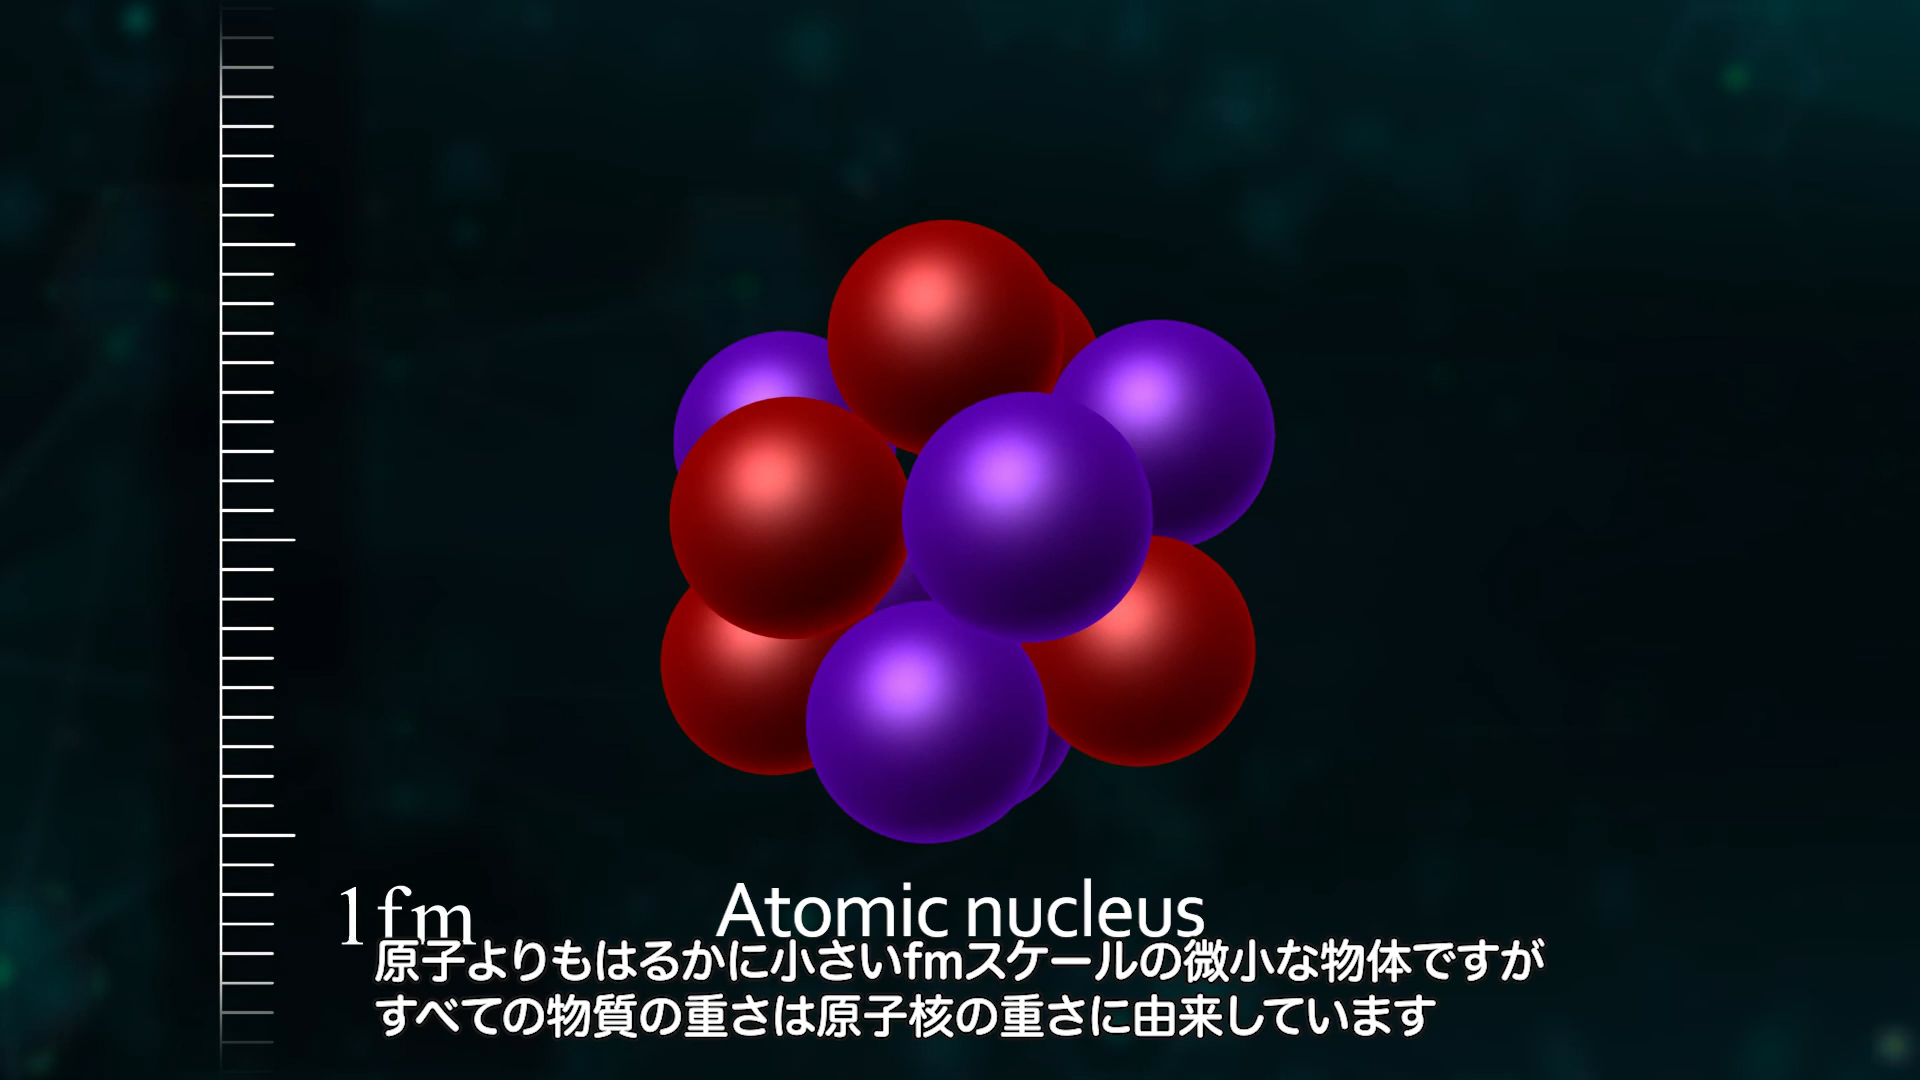 1fm
Atomic nucleus
原子よりもはるかに小さいfmスケールの微小な物体ですが
すべての物質の重さは原子核の重さに由来しています